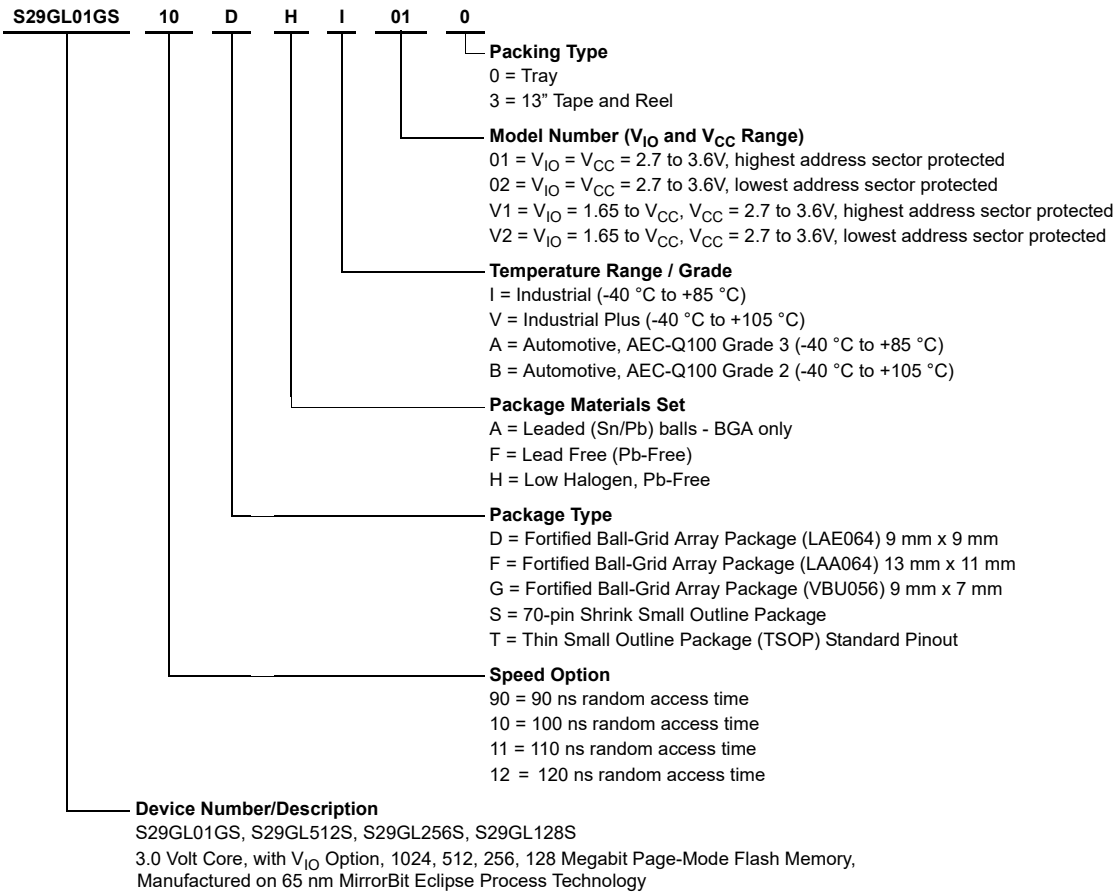 S29GL01GS 10 D H I 01 0
Packing Type
0 = Tray
3 = 13” Tape and Reel
Model Number (VIO and VCC Range)
01 = VIO = VCC = 2.7 to 3.6V, highest address sector protected
02 = VIO = VCC = 2.7 to 3.6V, lowest address sector protected
V1 = VIO = 1.65 to VCC, VCC = 2.7 to 3.6V, highest address sector protected
V2 = VIO = 1.65 to VCC, VCC = 2.7 to 3.6V, lowest address sector protected
Temperature Range / Grade
I = Industrial (-40 °C to +85 °C)
V = Industrial Plus (-40 °C to +105 °C)
A = Automotive, AEC-Q100 Grade 3 (-40 °C to +85 °C)
B = Automotive, AEC-Q100 Grade 2 (-40 °C to +105 °C)
Package Materials Set
A = Leaded (Sn/Pb) balls - BGA only
F = Lead Free (Pb-Free)
H = Low Halogen, Pb-Free
Package Type
D = Fortified Ball-Grid Array Package (LAE064) 9 mm x 9 mm
F = Fortified Ball-Grid Array Package (LAA064) 13 mm x 11 mm
G = Fortified Ball-Grid Array Package (VBU056) 9 mm x 7 mm
S = 70-pin Shrink Small Outline Package
T = Thin Small Outline Package (TSOP) Standard Pinout
Speed Option
90 = 90 ns random access time
10 = 100 ns random access time
11 = 110 ns random access time
12 = 120 ns random access time
Device Number/Description
S29GL01GS, S29GL512S, S29GL256S, S29GL128S
3.0 Volt Core, with VIO Option, 1024, 512, 256, 128 Megabit Page-Mode Flash Memory,
Manufactured on 65 nm MirrorBit Eclipse Process Technology